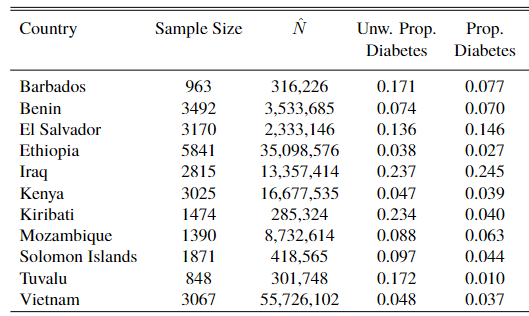 Country Sample Size N̂ Unw. Prop. Prop.
Diabetes Diabetes
Barbados 963 316,226 0.171 0.077
Benin 3492 3,533,685 0.074 0.070
El Salvador 3170 2,333,146 0.136 0.146
Ethiopia 5841 35,098,576 0.038 0.027
Iraq 2815 13,357,414 0.237 0.245
Kenya 3025 16,677,535 0.047 0.039
Kiribati 1474 285,324 0.234 0.040
Mozambique 1390 8,732,614 0.088 0.063
Solomon Islands 1871 418,565 0.097 0.044
Tuvalu 848 301,748 0.172 0.010
Vietnam 3067 55,726,102 0.048 0.037